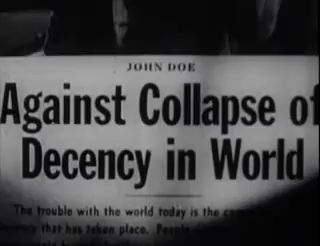 JOHN DOE
Against Collapse of
Decency in World
The trouble with the world today is the
that has taken place. People